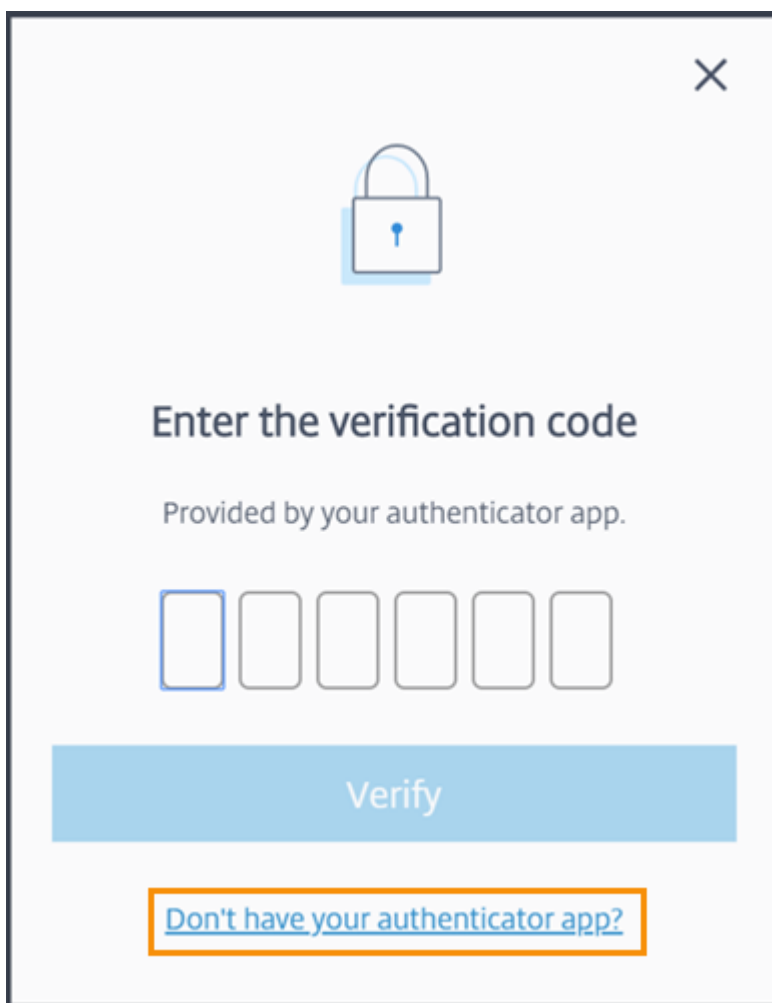 Enter the verification code
Provided by your authenticator app.
Verify
Don't have your authenticator app?